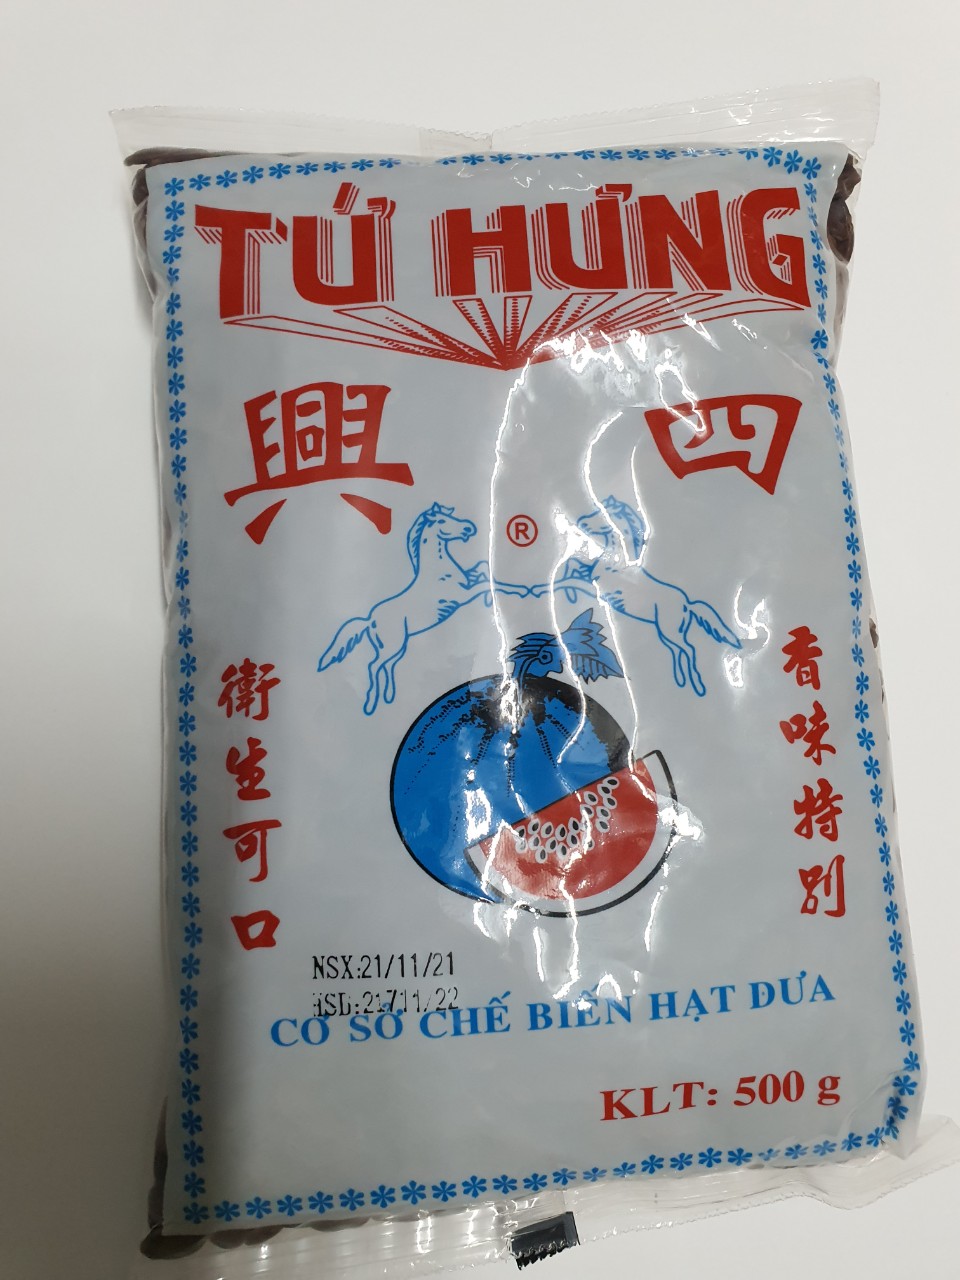 TỨ HƯNG
興 四
®
香味特別
衛生可口
NSX:21/11/21
HSD:21/11/22
CƠ SỞ CHẾ BIẾN HẠT DƯA
KLT: 500 g